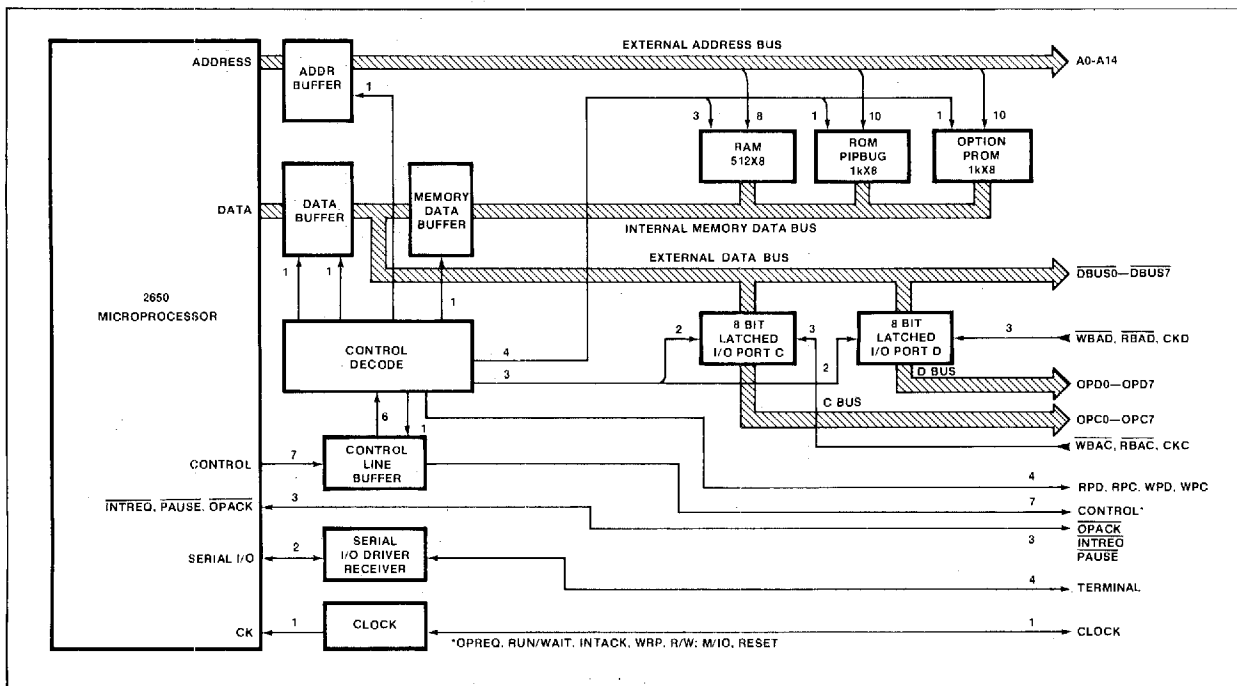 EXTERNAL ADDRESS BUS
ADDRESS
ADDR
BUFFER
A0-A14
1
3
8
1
10
1
10
RAM
512X8
ROM
PIPBUG
1kX8
OPTION
PROM
1kX8
DATA
DATA
BUFFER
MEMORY
DATA
BUFFER
INTERNAL MEMORY DATA BUS
EXTERNAL DATA BUS
DBUS0—DBUS7
1
1
1
2650
MICROPROCESSOR
CONTROL
DECODE
4
3
2
8 BIT
LATCHED
I/O PORT C
3
2
8 BIT
LATCHED
I/O PORT D
3
WBAD, RBAD, CKD
D BUS
OPD0—OPD7
C BUS
OPC0—OPC7
6
1
WBAC, RBAC, CKC
CONTROL
7
CONTROL
LINE
BUFFER
4
RPD, RPC, WPD, WPC
7
CONTROL*
INTREQ, PAUSE, OPACK
3
3
OPACK
INTREQ
PAUSE
SERIAL I/O
2
SERIAL
I/O DRIVER
RECEIVER
4
TERMINAL
CK
1
CLOCK
1
CLOCK
*OPREQ, RUN/WAIT, INTACK, WRP, R/W; M/IO, RESET